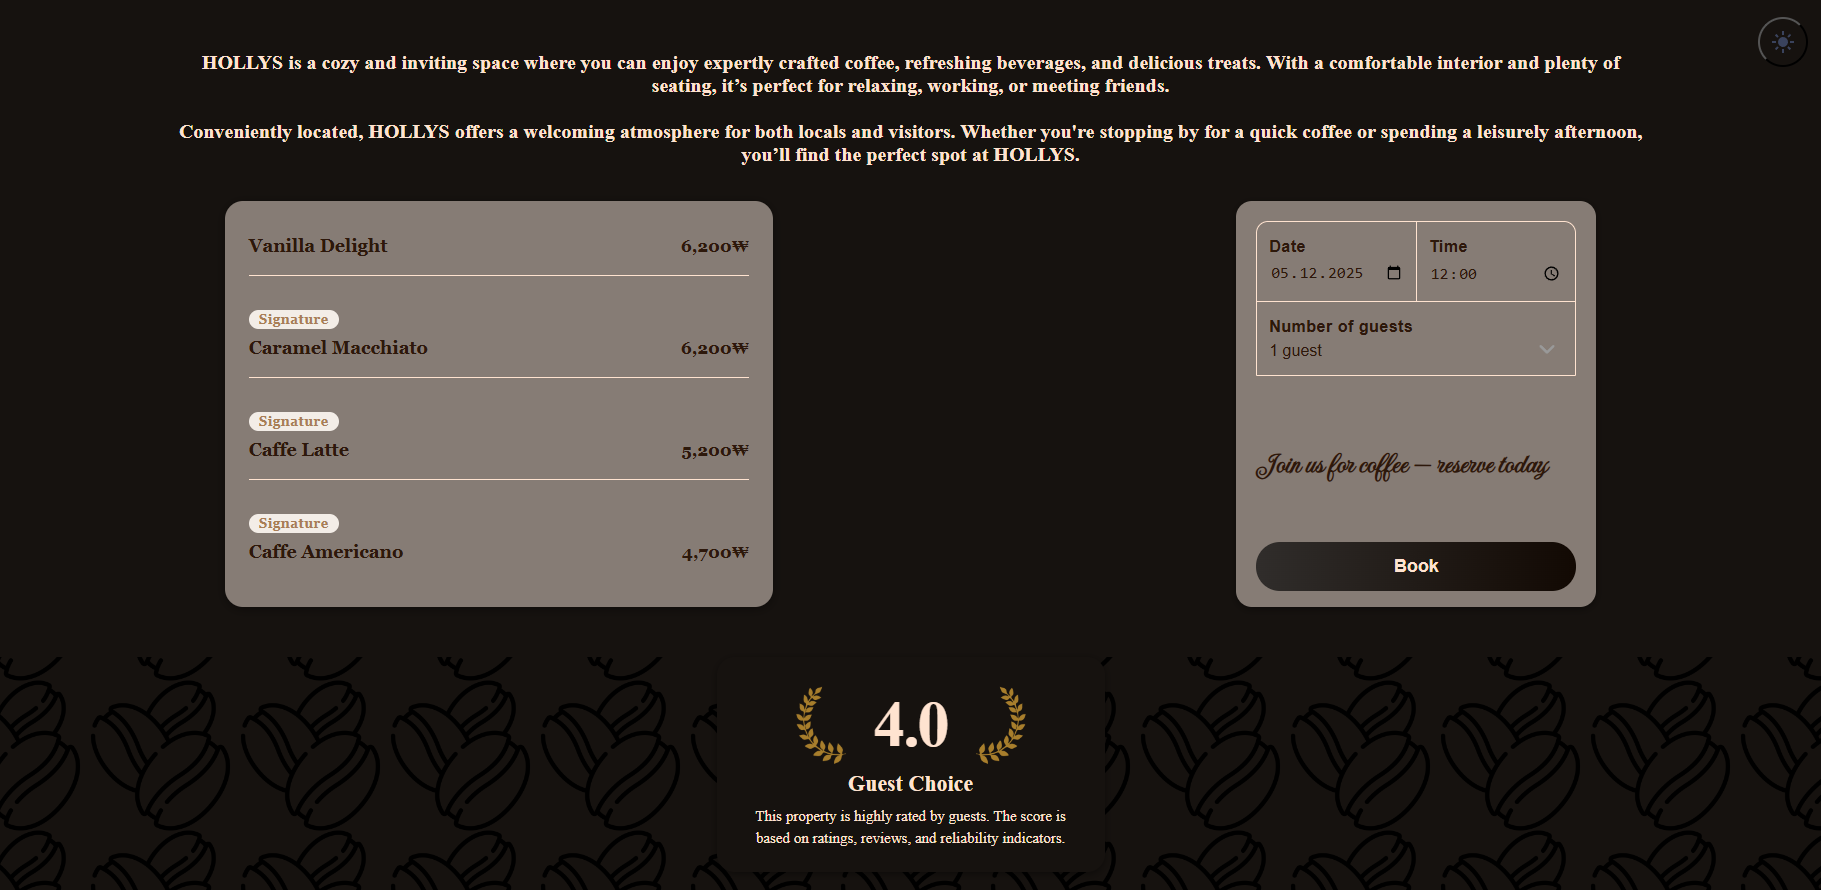 HOLLYS is a cozy and inviting space where you can enjoy expertly crafted coffee, refreshing beverages, and delicious treats. With a comfortable interior and plenty of
seating, it’s perfect for relaxing, working, or meeting friends.
Conveniently located, HOLLYS offers a welcoming atmosphere for both locals and visitors. Whether you're stopping by for a quick coffee or spending a leisurely afternoon,
you’ll find the perfect spot at HOLLYS.
Vanilla Delight 6,200₩
Signature
Caramel Macchiato 6,200₩
Signature
Caffe Latte 5,200₩
Signature
Caffe Americano 4,700₩
Date Time
05.12.2025 12:00
Number of guests
1 guest
Join us for coffee — reserve today
Book
4.0
Guest Choice
This property is highly rated by guests. The score is
based on ratings, reviews, and reliability indicators.